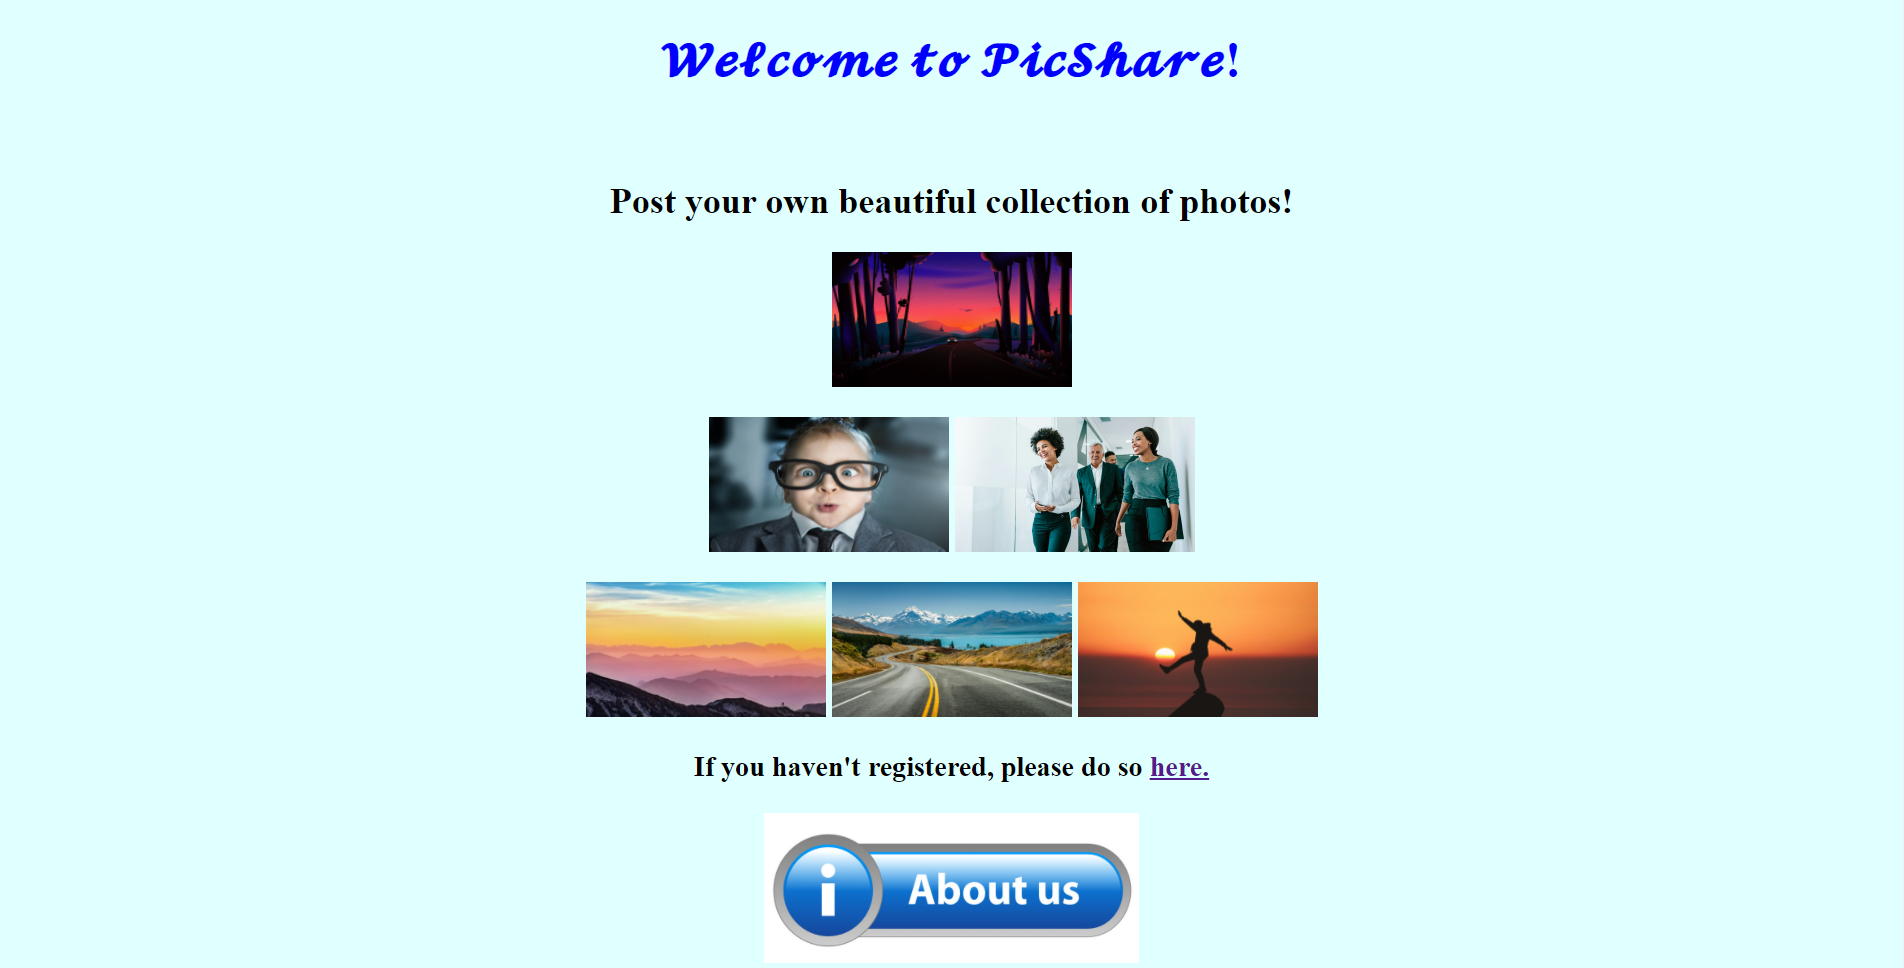 Welcome to PicShare!
Post your own beautiful collection of photos!
If you haven't registered, please do so here.
i About us